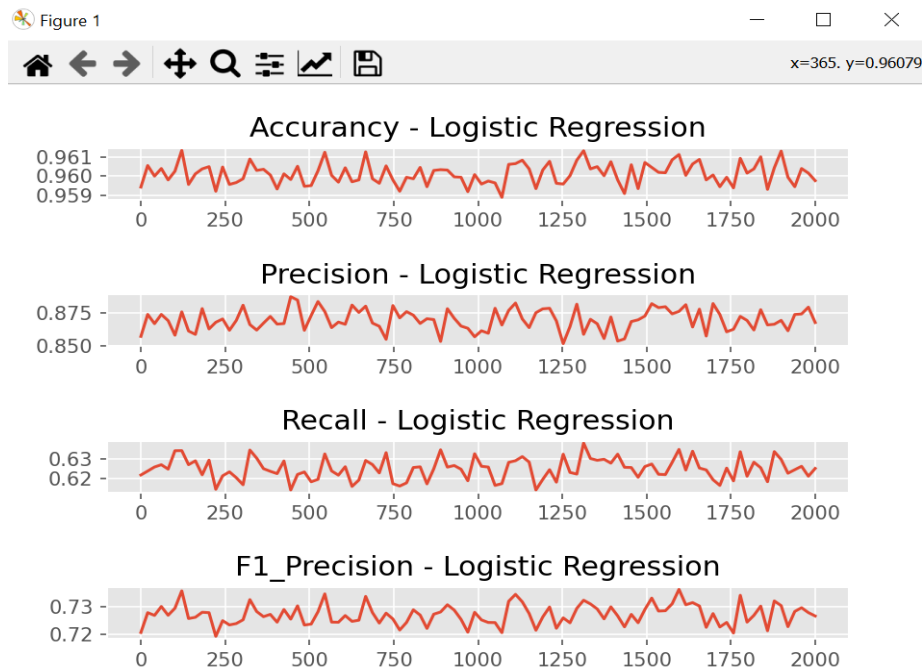 Figure 1
x=365. y=0.96079
Accurancy - Logistic Regression
0.961
0.960
0.959
0 250 500 750 1000 1250 1500 1750 2000
Precision - Logistic Regression
0.875
0.850
0 250 500 750 1000 1250 1500 1750 2000
Recall - Logistic Regression
0.63
0.62
0 250 500 750 1000 1250 1500 1750 2000
F1_Precision - Logistic Regression
0.73
0.72
0 250 500 750 1000 1250 1500 1750 2000